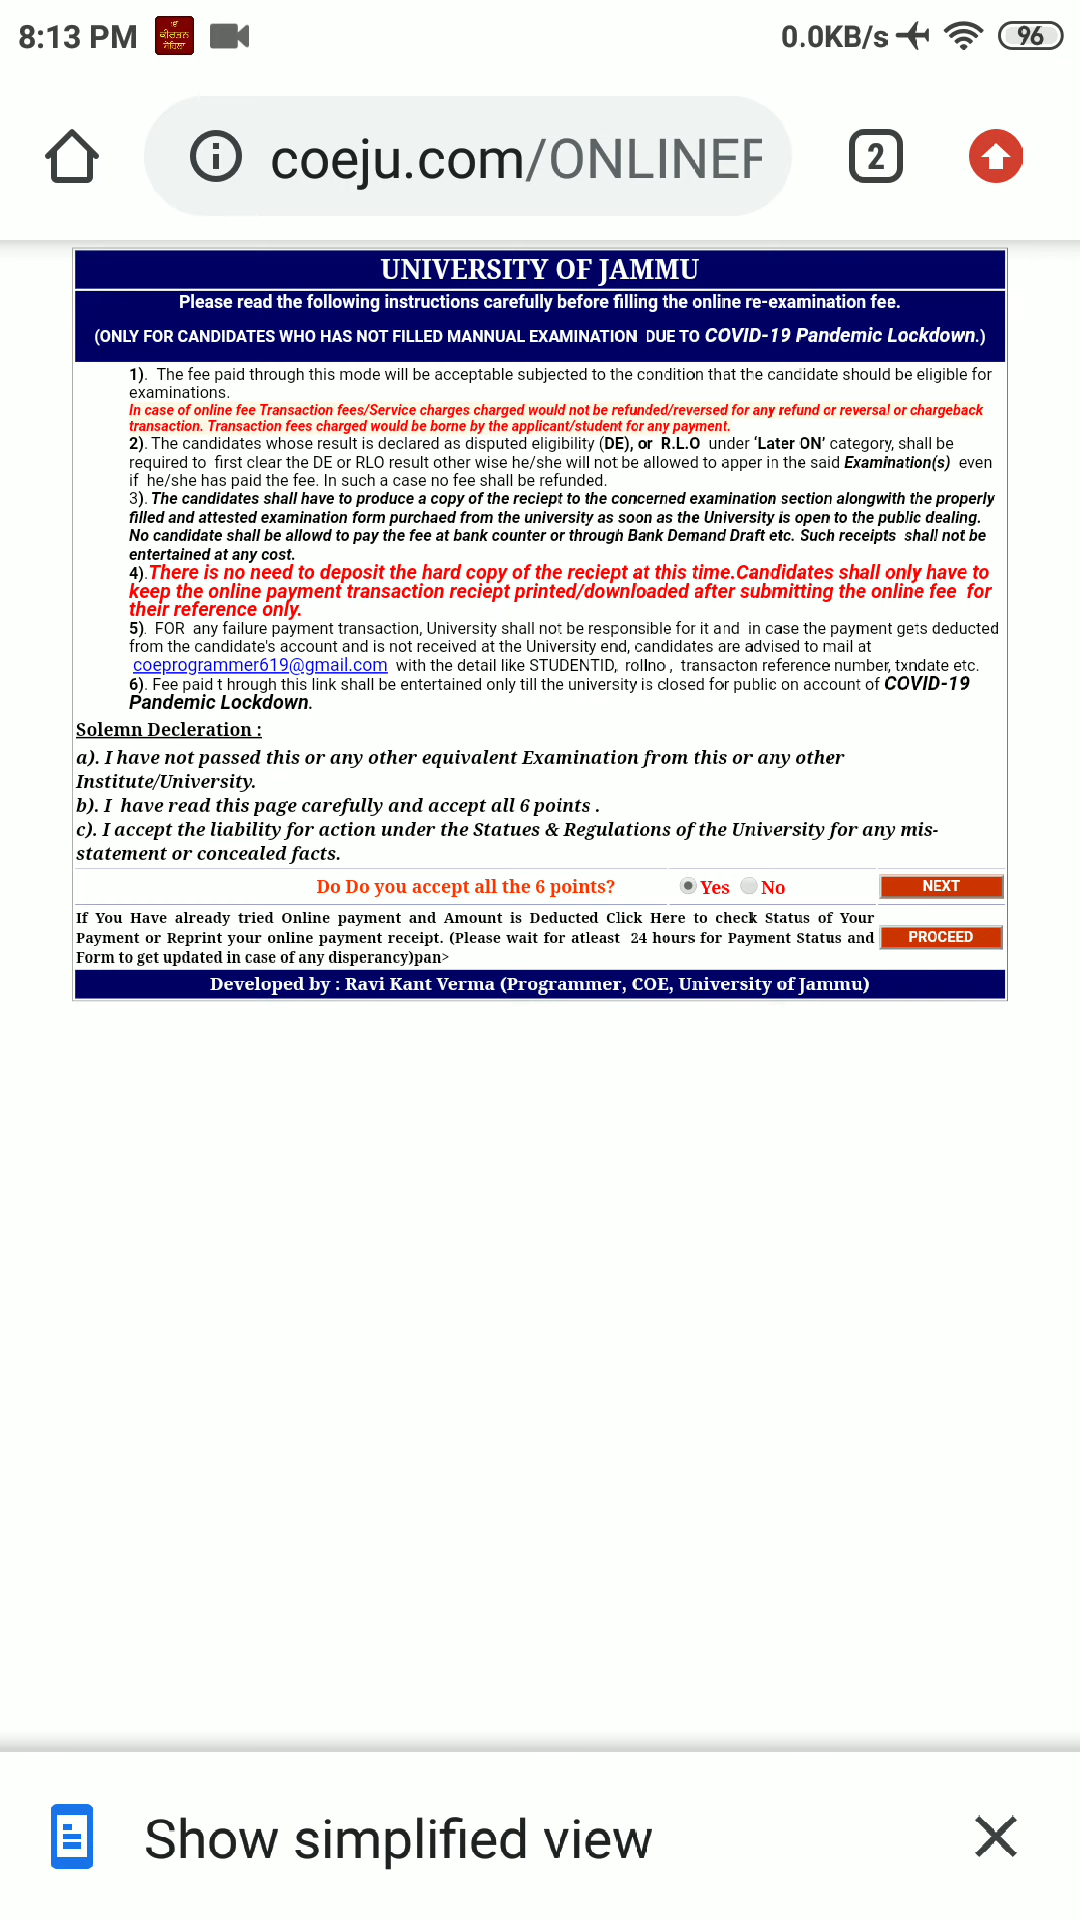 8:13 PM ੴ ਕੀਰਤਨ ਸੋਹਿਲਾ 0.0KB/s 96
coeju.com/ONLINEF 2
UNIVERSITY OF JAMMU
Please read the following instructions carefully before filling the online re-examination fee.
(ONLY FOR CANDIDATES WHO HAS NOT FILLED MANNUAL EXAMINATION DUE TO COVID-19 Pandemic Lockdown.)
1). The fee paid through this mode will be acceptable subjected to the condition that the candidate should be eligible for
examinations.
In case of online fee Transaction fees/Service charges charged would not be refunded/reversed for any refund or reversal or chargeback
transaction. Transaction fees charged would be borne by the applicant/student for any payment.
2). The candidates whose result is declared as disputed eligibility (DE), or R.L.O under ‘Later ON’ category, shall be
required to first clear the DE or RLO result other wise he/she will not be allowed to apper in the said Examination(s) even
if he/she has paid the fee. In such a case no fee shall be refunded.
3). The candidates shall have to produce a copy of the reciept to the concerned examination section alongwith the properly
filled and attested examination form purchaed from the university as soon as the University is open to the public dealing.
No candidate shall be allowd to pay the fee at bank counter or through Bank Demand Draft etc. Such receipts shall not be
entertained at any cost.
4).There is no need to deposit the hard copy of the reciept at this time.Candidates shall only have to
keep the online payment transaction reciept printed/downloaded after submitting the online fee for
their reference only.
5). FOR any failure payment transaction, University shall not be responsible for it and in case the payment gets deducted
from the candidate's account and is not received at the University end, candidates are advised to mail at
coeprogrammer619@gmail.com with the detail like STUDENTID, rollno , transacton reference number, txndate etc.
6). Fee paid t hrough this link shall be entertained only till the university is closed for public on account of COVID-19
Pandemic Lockdown.
Solemn Decleration :
a). I have not passed this or any other equivalent Examination from this or any other
Institute/University.
b). I have read this page carefully and accept all 6 points .
c). I accept the liability for action under the Statues & Regulations of the University for any mis-
statement or concealed facts.
Do Do you accept all the 6 points? Yes No NEXT
If You Have already tried Online payment and Amount is Deducted Click Here to check Status of Your
Payment or Reprint your online payment receipt. (Please wait for atleast 24 hours for Payment Status and PROCEED
Form to get updated in case of any disperancy)pan>
Developed by : Ravi Kant Verma (Programmer, COE, University of Jammu)
Show simplified view